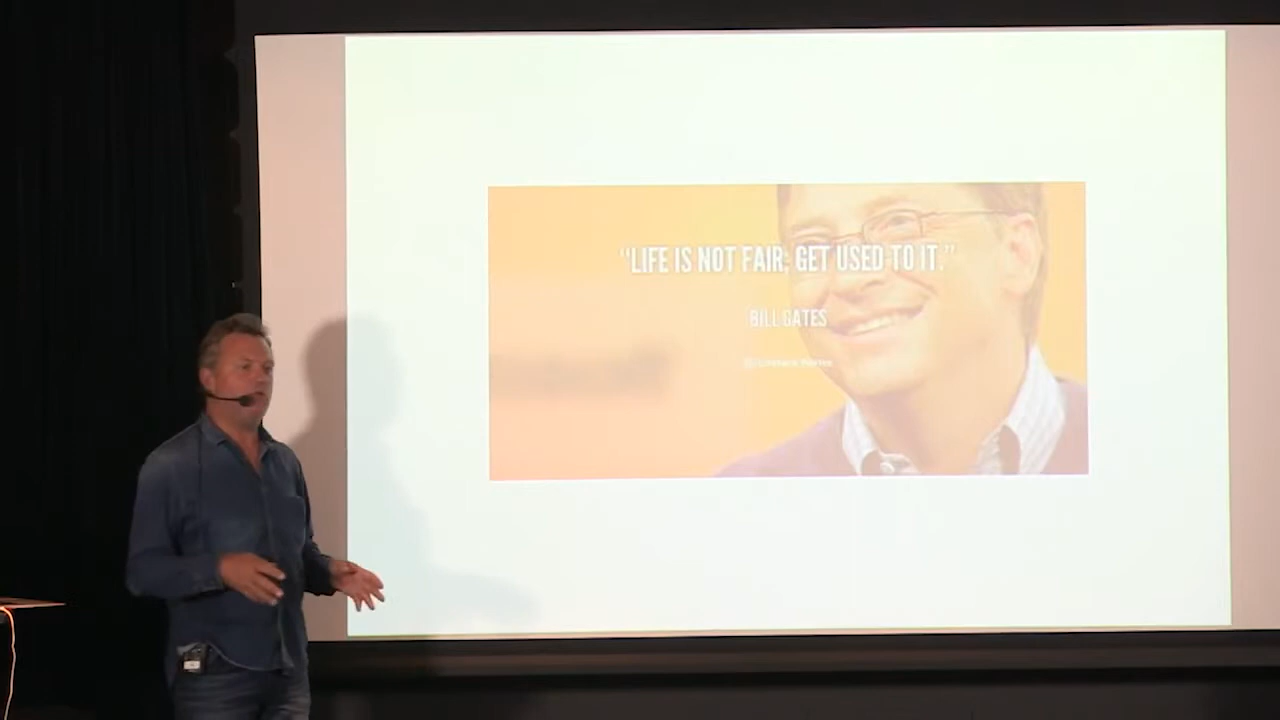 "LIFE IS NOT FAIR; GET USED TO IT."
BILL GATES